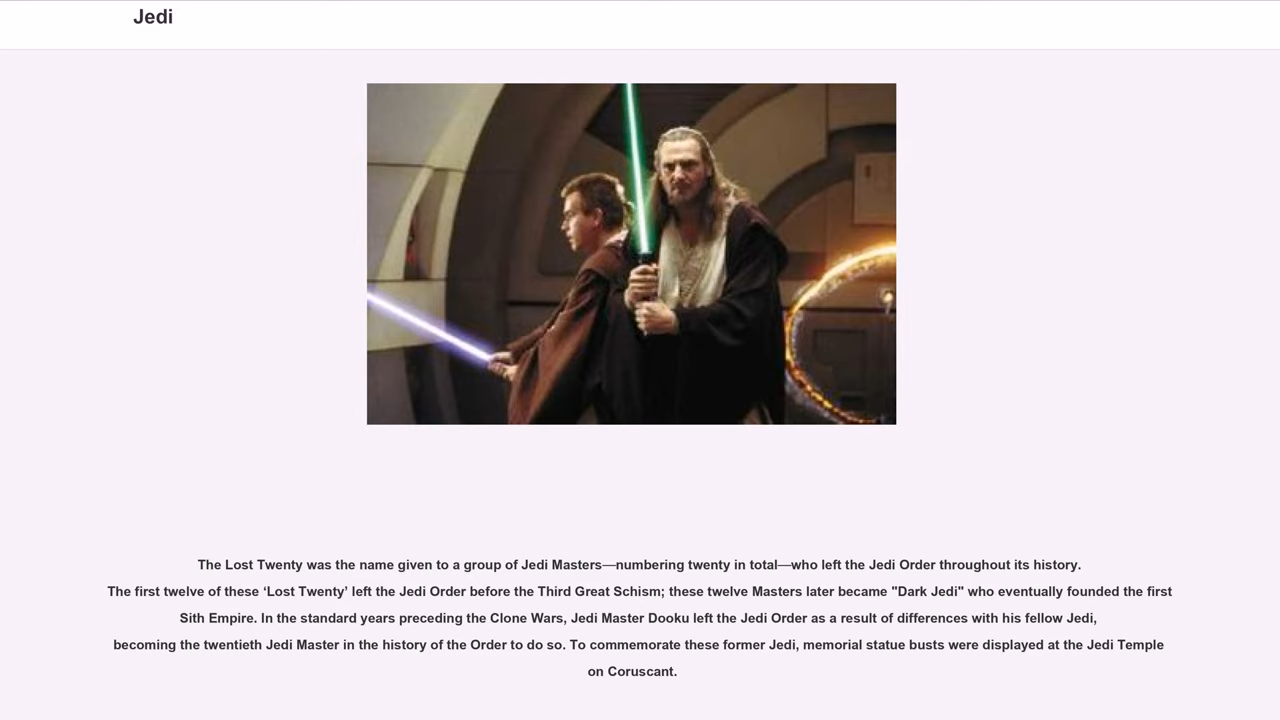 Jedi
The Lost Twenty was the name given to a group of Jedi Masters—numbering twenty in total—who left the Jedi Order throughout its history.
The first twelve of these ‘Lost Twenty’ left the Jedi Order before the Third Great Schism; these twelve Masters later became "Dark Jedi" who eventually founded the first
Sith Empire. In the standard years preceding the Clone Wars, Jedi Master Dooku left the Jedi Order as a result of differences with his fellow Jedi,
becoming the twentieth Jedi Master in the history of the Order to do so. To commemorate these former Jedi, memorial statue busts were displayed at the Jedi Temple
on Coruscant.